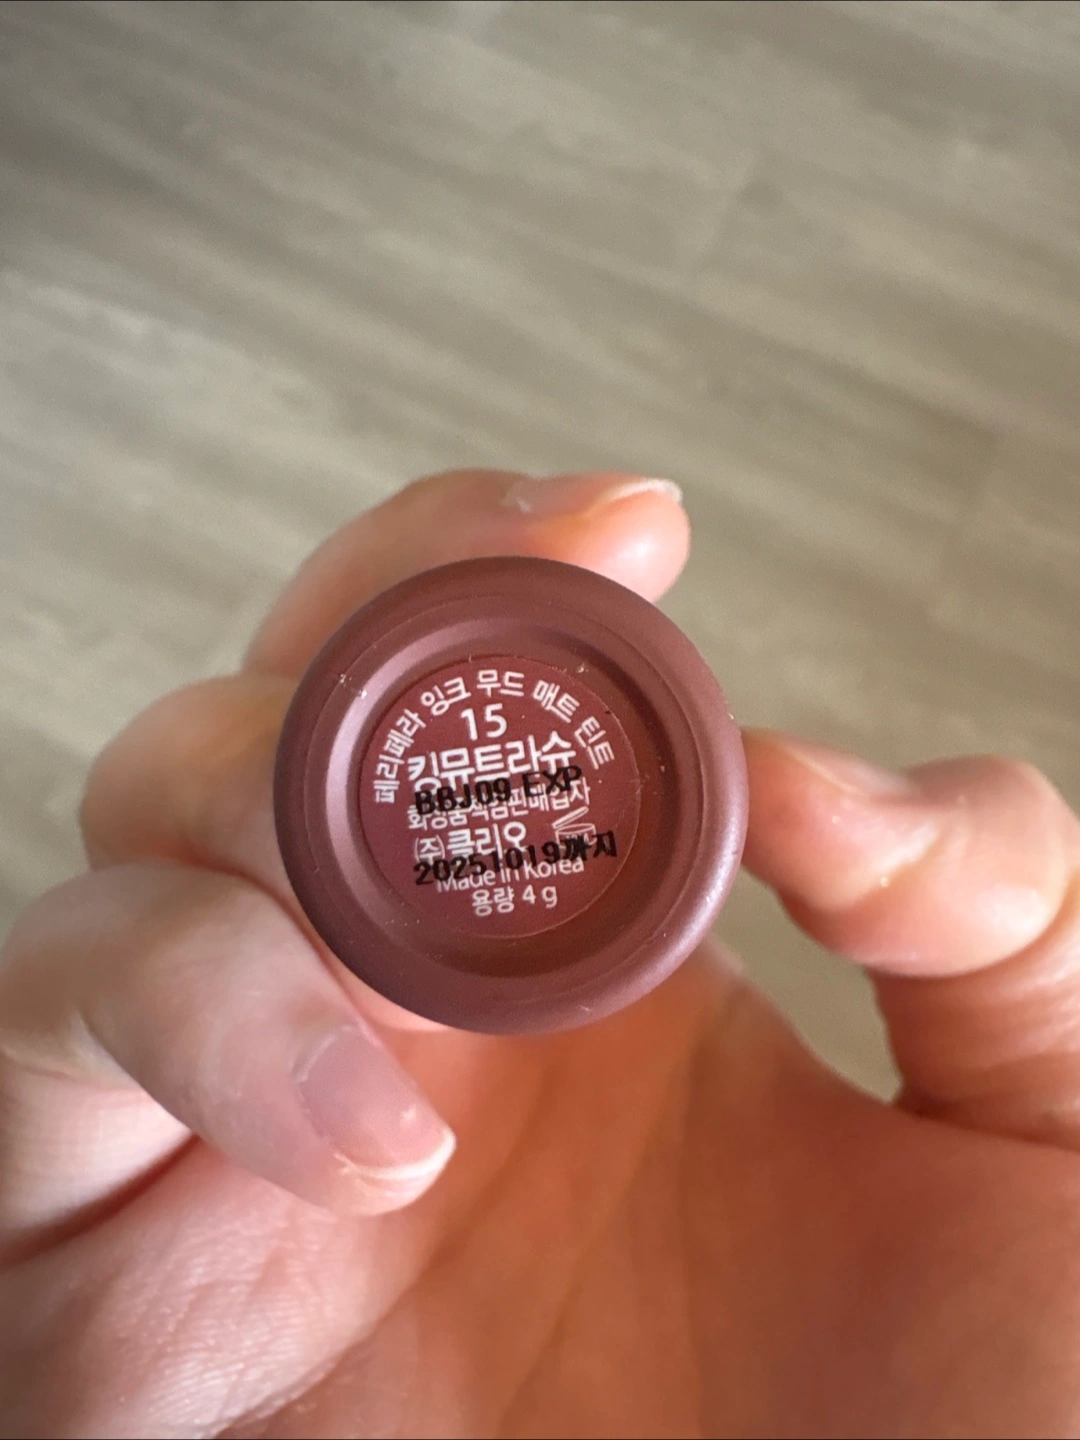 페리페라 잉크 무드 매트 틴트
15
킹뮤트라슈
BBJ09 EXP
화장품책임판매업자
㈜클리오
20251019까지
Made in Korea
용량 4 g